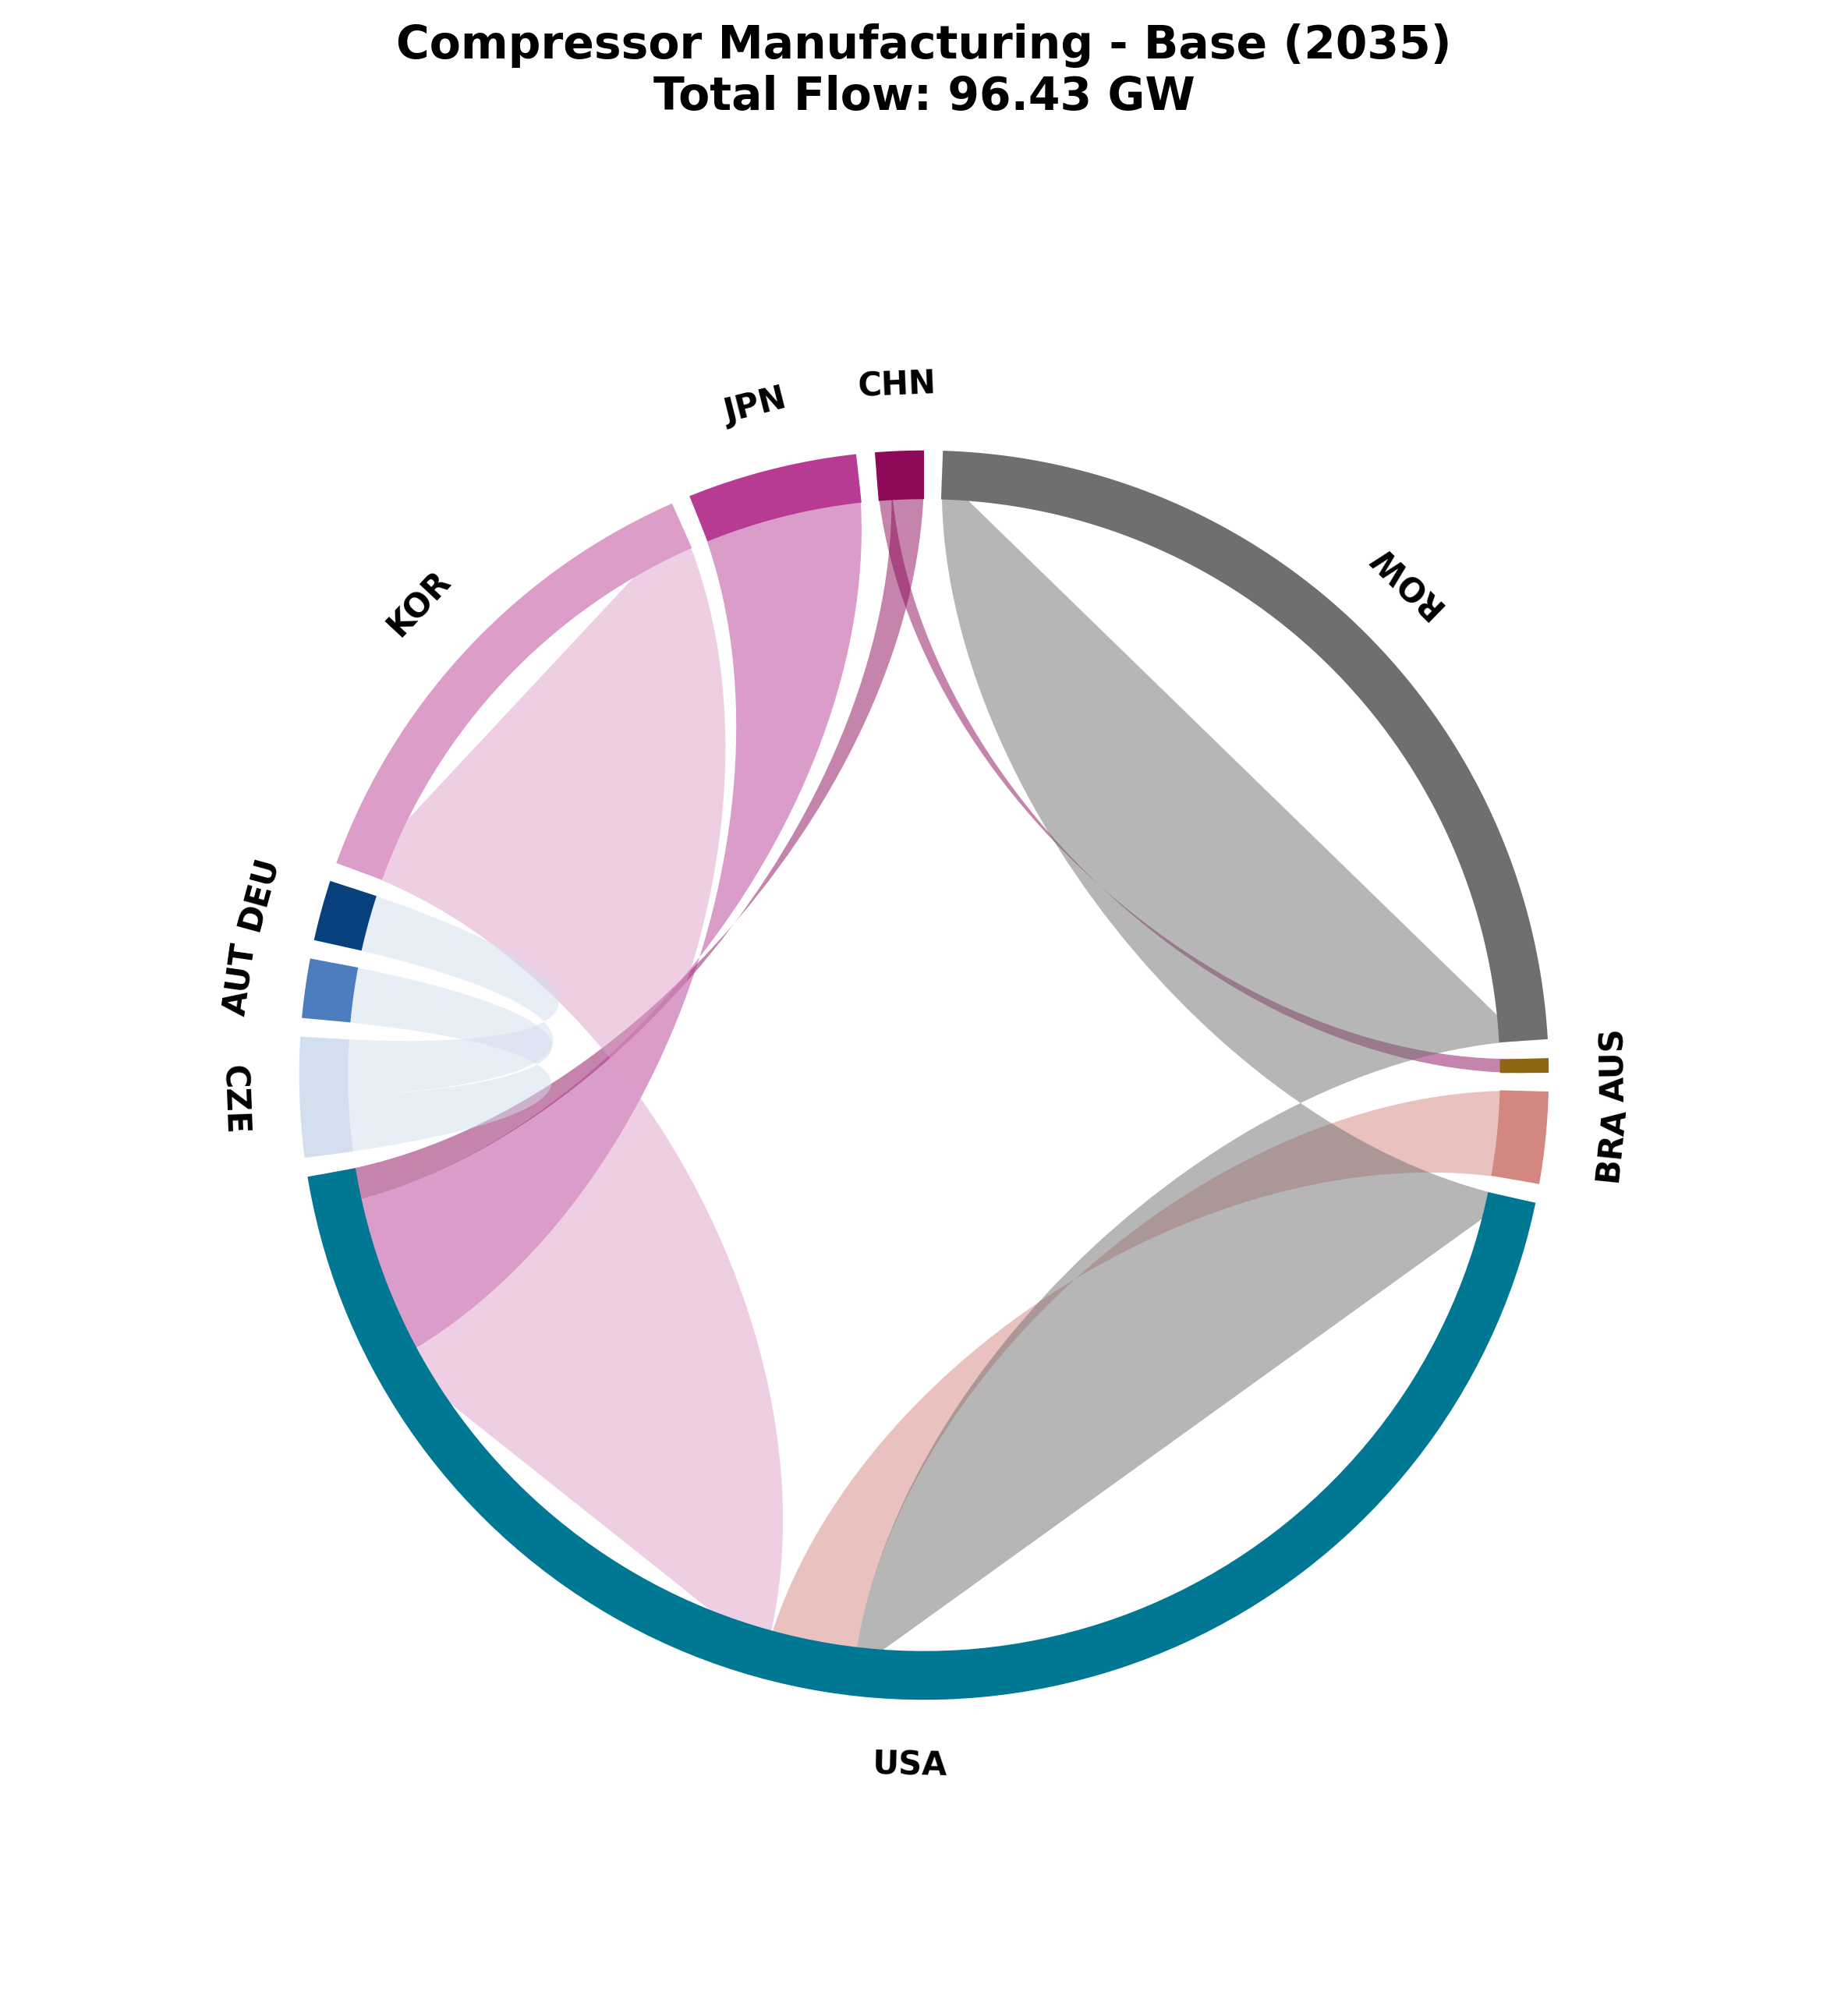 Compressor Manufacturing - Base (2035)
Total Flow: 96.43 GW
CHN
JPN
ROW
KOR
DEU
AUT
AUS
CZE
BRA
USA